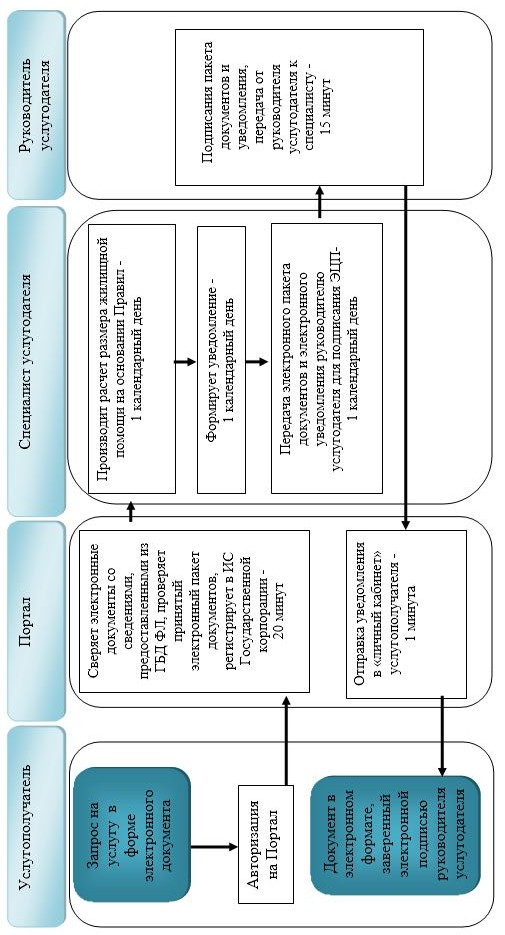 Услугополучатель
Запрос на
услугу в
форме
электронного
документа
Авторизация
на Портал
Документ в
электронном
формате,
заверенный
электронной
подписью
руководителя
услугодателя
Портал
Сверяет электронные
документы со
сведениями,
предоставленными из
ГБД ФЛ, проверяет
принятый
электронный пакет
документов,
регистрирует в ИС
Государственной
корпорации -
20 минут
Отправка уведомления
в «личный кабинет»
услугополучателя -
1 минута
Специалист услугодателя
Производит расчет размера жилищной
помощи на основании Правил -
1 календарный день
Формирует уведомление -
1 календарный день
Передача электронного пакета
документов и электронного
уведомления руководителю
услугодателя для подписания ЭЦП-
1 календарный день
Руководитель
услугодателя
Подписания пакета
документов и
уведомления,
передача от
руководителя
услугодателя к
специалисту -
15 минут